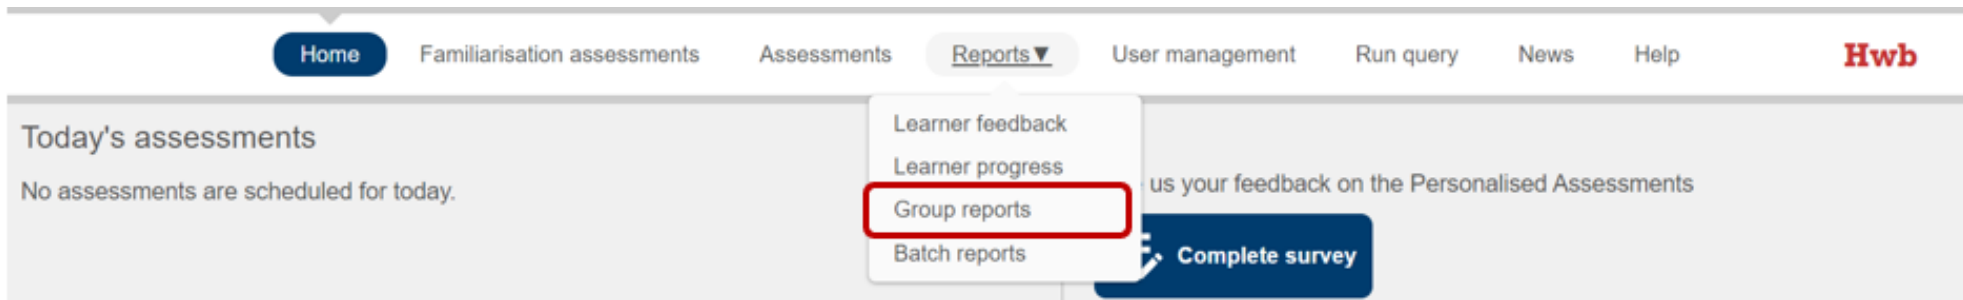 Home Familiarisation assessments Assessments Reports▼ User management Run query News Help Hwb
Today's assessments
No assessments are scheduled for today.
Learner feedback
Learner progress
Group reports
Batch reports
us your feedback on the Personalised Assessments
Complete survey